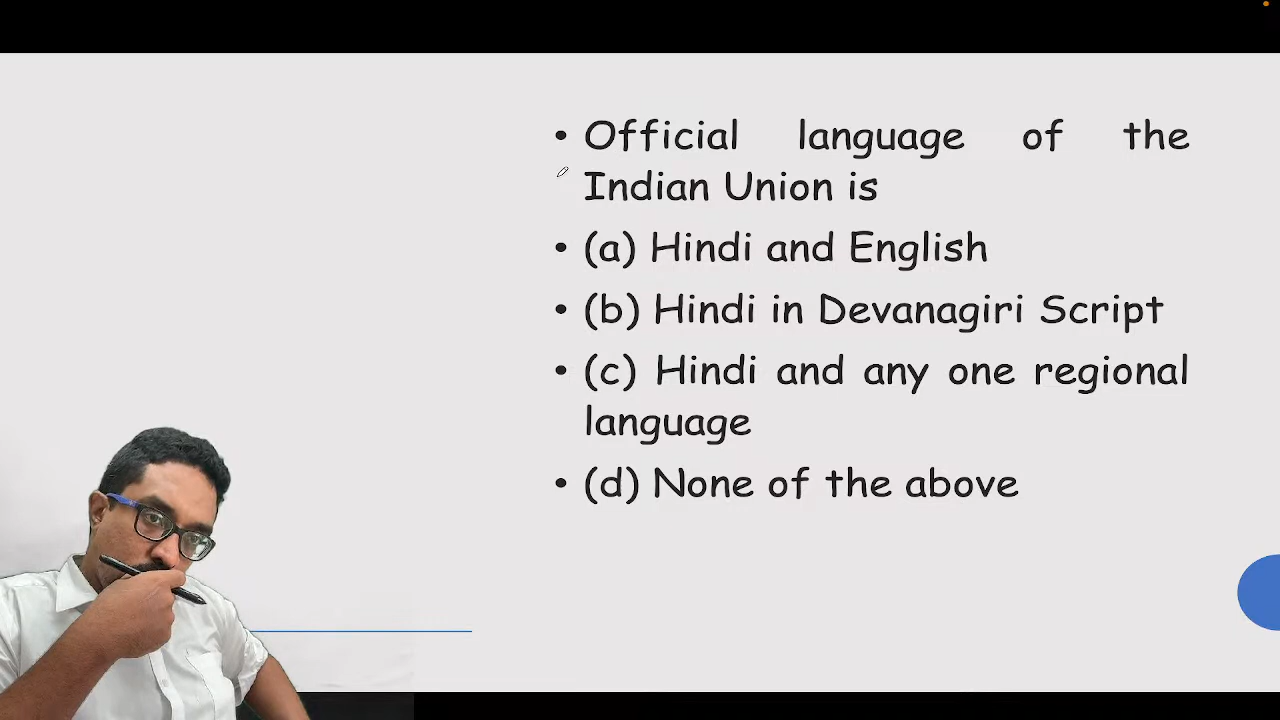 • Official language of the
Indian Union is
• (a) Hindi and English
• (b) Hindi in Devanagiri Script
• (c) Hindi and any one regional
language
• (d) None of the above